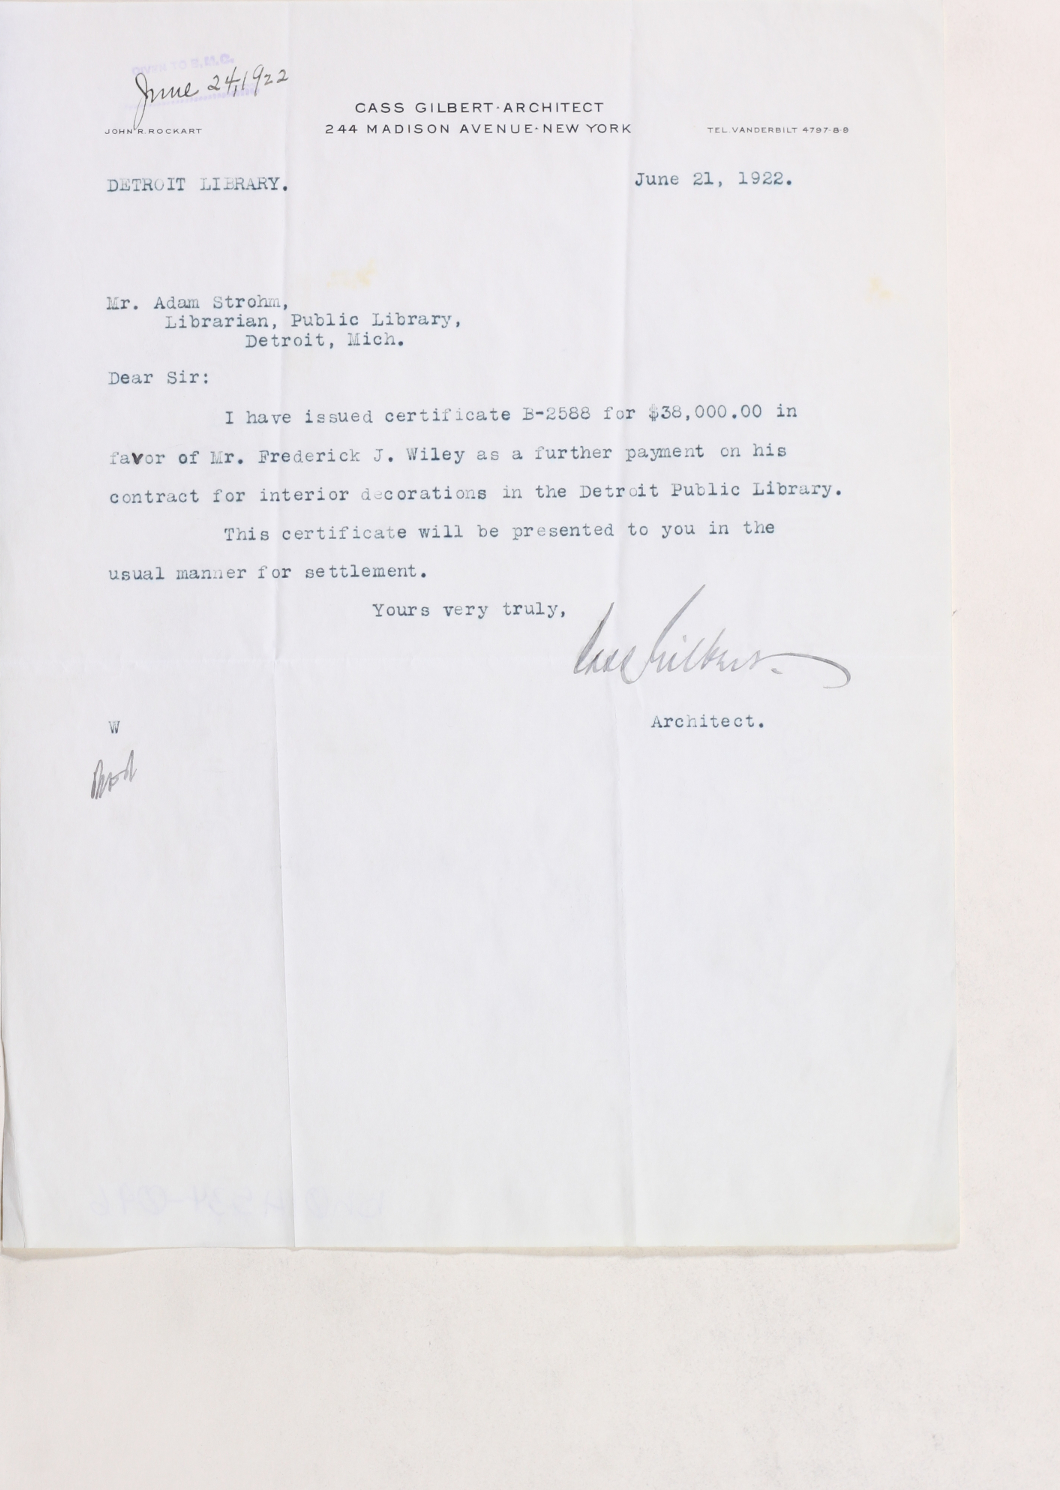 June 24, 1922
CASS GILBERT·ARCHITECT
JOHN R. ROCKART
244 MADISON AVENUE·NEW YORK
TEL. VANDERBILT 4797-8-9
DETROIT LIBRARY.
June 21, 1922.
Mr. Adam Strohm,
Librarian, Public Library,
Detroit, Mich.
Dear Sir:
I have issued certificate B-2588 for $38,000.00 in
favor of Mr. Frederick J. Wiley as a further payment on his
contract for interior decorations in the Detroit Public Library.
This certificate will be presented to you in the
usual manner for settlement.
Yours very truly,
Cass Gilbert.
Architect.
W